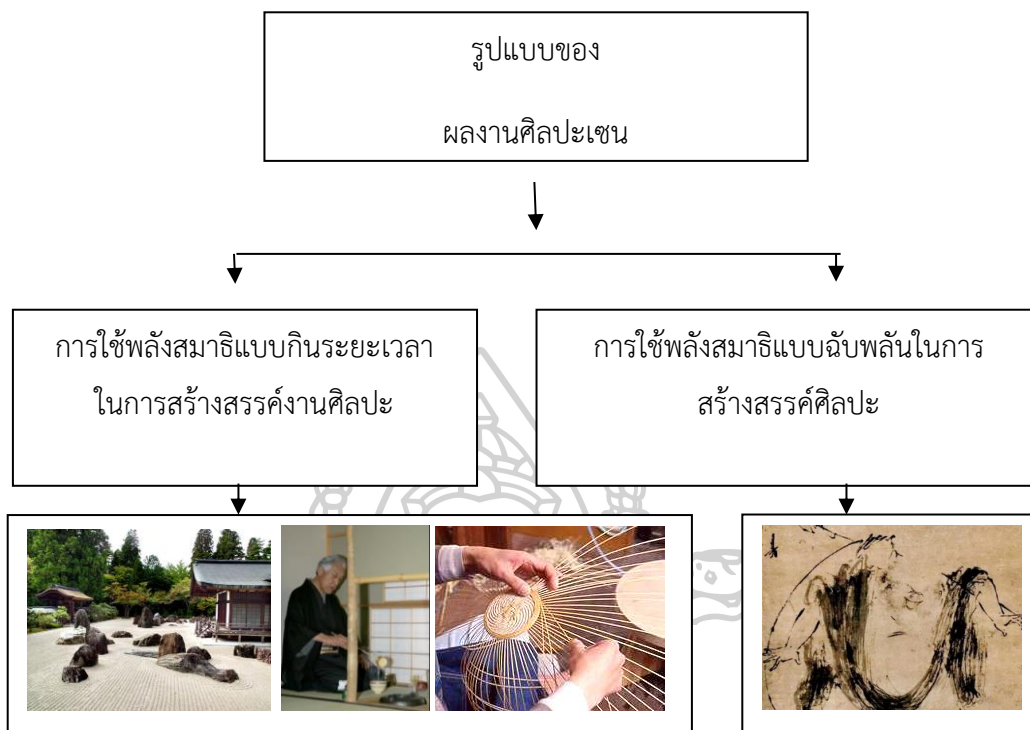 รูปแบบของ
ผลงานศิลปะเซน
การใช้พลังสมาธิแบบกินระยะเวลา
ในการสร้างสรรค์งานศิลปะ
การใช้พลังสมาธิแบบฉับพลันในการ
สร้างสรรค์ศิลปะ